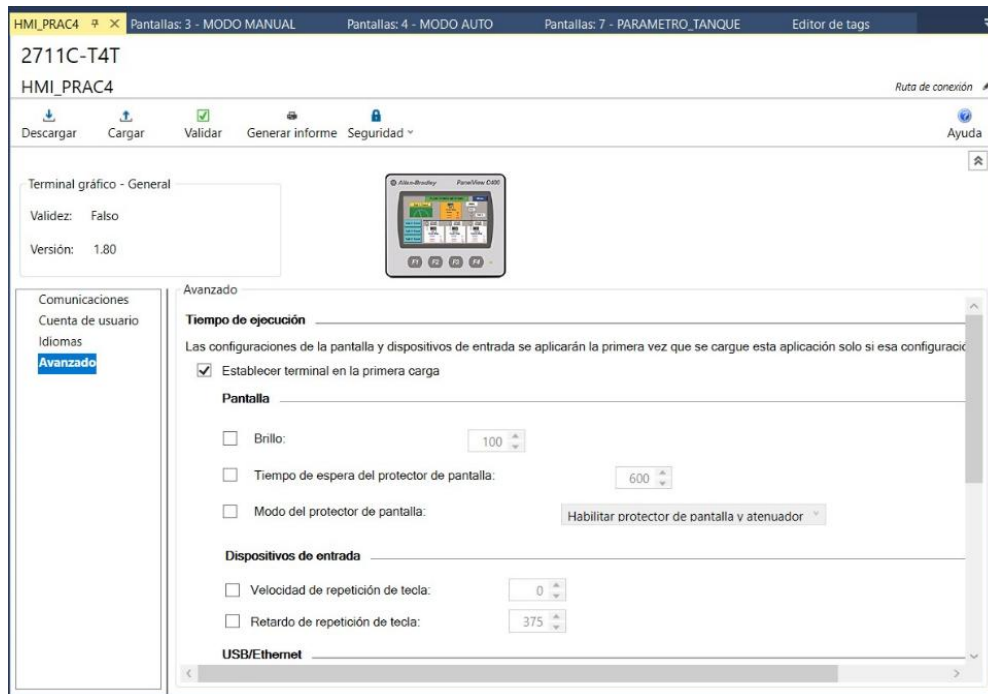 HMI_PRAC4 Pantallas: 3 - MODO MANUAL Pantallas: 4 - MODO AUTO Pantallas: 7 - PARAMETRO_TANQUE Editor de tags
2711C-T4T
HMI_PRAC4
Ruta de conexión
Descargar Cargar Validar Generar informe Seguridad Ayuda
Terminal gráfico - General
Validez: Falso
Versión: 1.80
Allen-Bradley PanelView C400
F1 F2 F3 F4
Comunicaciones
Cuenta de usuario
Idiomas
Avanzado
Avanzado
Tiempo de ejecución
Las configuraciones de la pantalla y dispositivos de entrada se aplicarán la primera vez que se cargue esta aplicación solo si esa configuració
Establecer terminal en la primera carga
Pantalla
Brillo: 100
Tiempo de espera del protector de pantalla: 600
Modo del protector de pantalla: Habilitar protector de pantalla y atenuador
Dispositivos de entrada
Velocidad de repetición de tecla: 0
Retardo de repetición de tecla: 375
USB/Ethernet